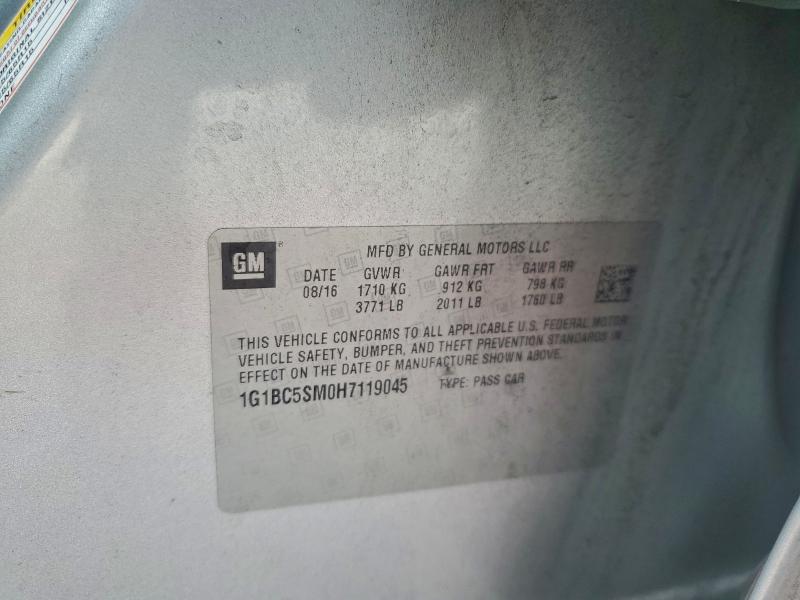 ORIGINAL SIZE
GM
MFD BY GENERAL MOTORS LLC
DATE GVWR GAWR FRT GAWR RR
08/16 1710 KG 912 KG 798 KG
3771 LB 2011 LB 1760 LB
THIS VEHICLE CONFORMS TO ALL APPLICABLE U.S. FEDERAL MOTOR
VEHICLE SAFETY, BUMPER, AND THEFT PREVENTION STANDARDS IN
EFFECT ON THE DATE OF MANUFACTURE SHOWN ABOVE.
1G1BC5SM0H7119045 TYPE: PASS CAR